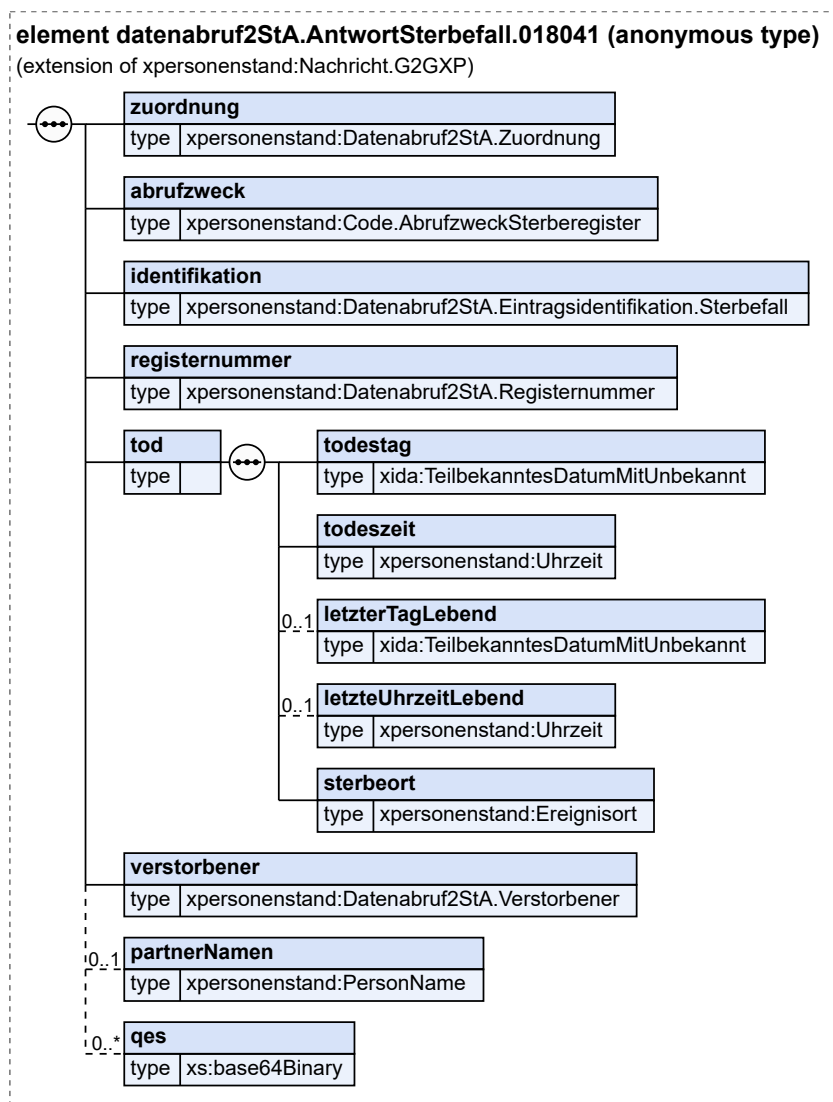 element datenabruf2StA.AntwortSterbefall.018041 (anonymous type)
(extension of xpersonenstand:Nachricht.G2GXP)
zuordnung
type xpersonenstand:Datenabruf2StA.Zuordnung
abrufzweck
type xpersonenstand:Code.AbrufzweckSterberegister
identifikation
type xpersonenstand:Datenabruf2StA.Eintragsidentifikation.Sterbefall
registernummer
type xpersonenstand:Datenabruf2StA.Registernummer
tod
type
todestag
type xida:TeilbekanntesDatumMitUnbekannt
todeszeit
type xpersonenstand:Uhrzeit
0..1 letzterTagLebend
type xida:TeilbekanntesDatumMitUnbekannt
0..1 letzteUhrzeitLebend
type xpersonenstand:Uhrzeit
sterbeort
type xpersonenstand:Ereignisort
verstorbener
type xpersonenstand:Datenabruf2StA.Verstorbener
0..1 partnerNamen
type xpersonenstand:PersonName
0..* qes
type xs:base64Binary